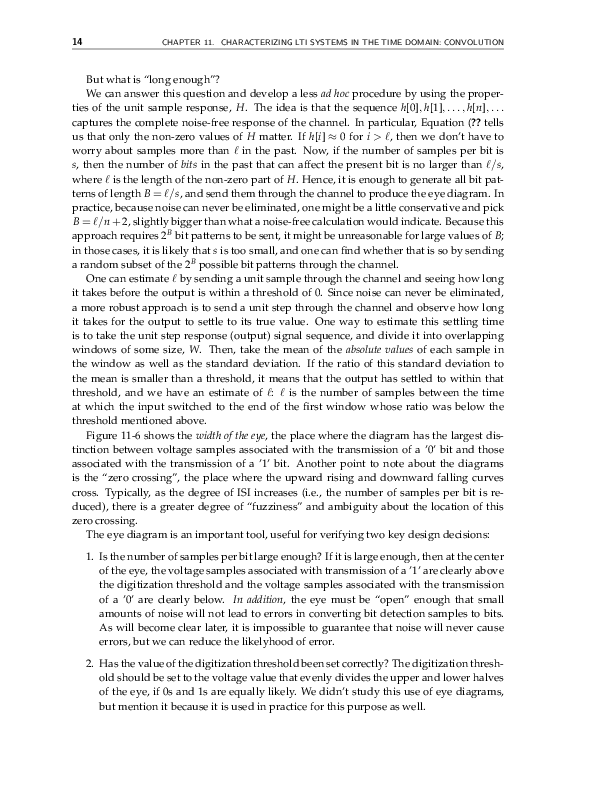 14 CHAPTER 11. CHARACTERIZING LTI SYSTEMS IN THE TIME DOMAIN: CONVOLUTION
But what is “long enough”?
We can answer this question and develop a less ad hoc procedure by using the proper-
ties of the unit sample response, H. The idea is that the sequence h[0], h[1], . . . , h[n], . . .
captures the complete noise-free response of the channel. In particular, Equation (?? tells
us that only the non-zero values of H matter. If h[i] ≈ 0 for i > ℓ, then we don’t have to
worry about samples more than ℓ in the past. Now, if the number of samples per bit is
s, then the number of bits in the past that can affect the present bit is no larger than ℓ/s,
where ℓ is the length of the non-zero part of H. Hence, it is enough to generate all bit pat-
terns of length B = ℓ/s, and send them through the channel to produce the eye diagram. In
practice, because noise can never be eliminated, one might be a little conservative and pick
B = ℓ/n + 2, slightly bigger than what a noise-free calculation would indicate. Because this
approach requires 2^B bit patterns to be sent, it might be unreasonable for large values of B;
in those cases, it is likely that s is too small, and one can find whether that is so by sending
a random subset of the 2^B possible bit patterns through the channel.
One can estimate ℓ by sending a unit sample through the channel and seeing how long
it takes before the output is within a threshold of 0. Since noise can never be eliminated,
a more robust approach is to send a unit step through the channel and observe how long
it takes for the output to settle to its true value. One way to estimate this settling time
is to take the unit step response (output) signal sequence, and divide it into overlapping
windows of some size, W. Then, take the mean of the absolute values of each sample in
the window as well as the standard deviation. If the ratio of this standard deviation to
the mean is smaller than a threshold, it means that the output has settled to within that
threshold, and we have an estimate of ℓ: ℓ is the number of samples between the time
at which the input switched to the end of the first window whose ratio was below the
threshold mentioned above.
Figure 11-6 shows the width of the eye, the place where the diagram has the largest dis-
tinction between voltage samples associated with the transmission of a ‘0’ bit and those
associated with the transmission of a ‘1’ bit. Another point to note about the diagrams
is the “zero crossing”, the place where the upward rising and downward falling curves
cross. Typically, as the degree of ISI increases (i.e., the number of samples per bit is re-
duced), there is a greater degree of “fuzziness” and ambiguity about the location of this
zero crossing.
The eye diagram is an important tool, useful for verifying two key design decisions:
1. Is the number of samples per bit large enough? If it is large enough, then at the center
of the eye, the voltage samples associated with transmission of a ‘1’ are clearly above
the digitization threshold and the voltage samples associated with the transmission
of a ‘0’ are clearly below. In addition, the eye must be “open” enough that small
amounts of noise will not lead to errors in converting bit detection samples to bits.
As will become clear later, it is impossible to guarantee that noise will never cause
errors, but we can reduce the likelyhood of error.
2. Has the value of the digitization threshold been set correctly? The digitization thresh-
old should be set to the voltage value that evenly divides the upper and lower halves
of the eye, if 0s and 1s are equally likely. We didn’t study this use of eye diagrams,
but mention it because it is used in practice for this purpose as well.